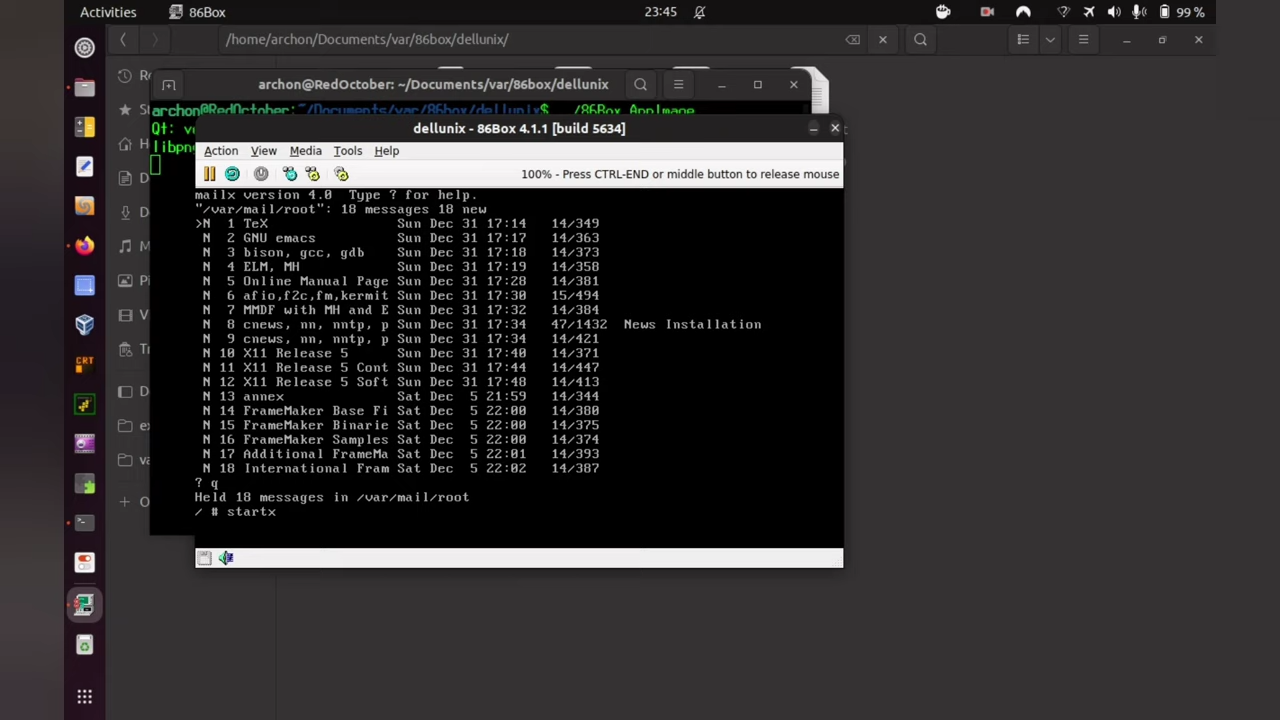 Activities
86Box
23:45
99 %
/home/archon/Documents/var/86box/dellunix/
archon@RedOctober: ~/Documents/var/86box/dellunix
archon@RedOctober:~/Documents/var/86box/dellunix$ ./86Box AppImage
Qt:
libpn
dellunix - 86Box 4.1.1 [build 5634]
Action View Media Tools Help
100% - Press CTRL-END or middle button to release mouse
mailx version 4.0  Type ? for help.
"/var/mail/root": 18 messages 18 new
>N  1 TeX                Sun Dec 31 17:14   14/349
N  2 GNU emacs          Sun Dec 31 17:17   14/363
N  3 bison, gcc, gdb    Sun Dec 31 17:18   14/373
N  4 ELM, MH            Sun Dec 31 17:19   14/358
N  5 Online Manual Page Sun Dec 31 17:28   14/381
N  6 afio,f2c,fm,kermit Sun Dec 31 17:30   15/494
N  7 MMDF with MH and E Sun Dec 31 17:32   14/384
N  8 cnews, nn, nntp, p Sun Dec 31 17:34   47/1432  News Installation
N  9 cnews, nn, nntp, p Sun Dec 31 17:34   14/421
N 10 X11 Release 5      Sun Dec 31 17:40   14/371
N 11 X11 Release 5 Cont Sun Dec 31 17:44   14/447
N 12 X11 Release 5 Soft Sun Dec 31 17:48   14/413
N 13 annex              Sat Dec  5 21:59   14/344
N 14 FrameMaker Base Fi Sat Dec  5 22:00   14/380
N 15 FrameMaker Binarie Sat Dec  5 22:00   14/375
N 16 FrameMaker Samples Sat Dec  5 22:00   14/374
N 17 Additional FrameMa Sat Dec  5 22:01   14/393
N 18 International Fram Sat Dec  5 22:02   14/387
? q
Held 18 messages in /var/mail/root
/ # startx
CRT